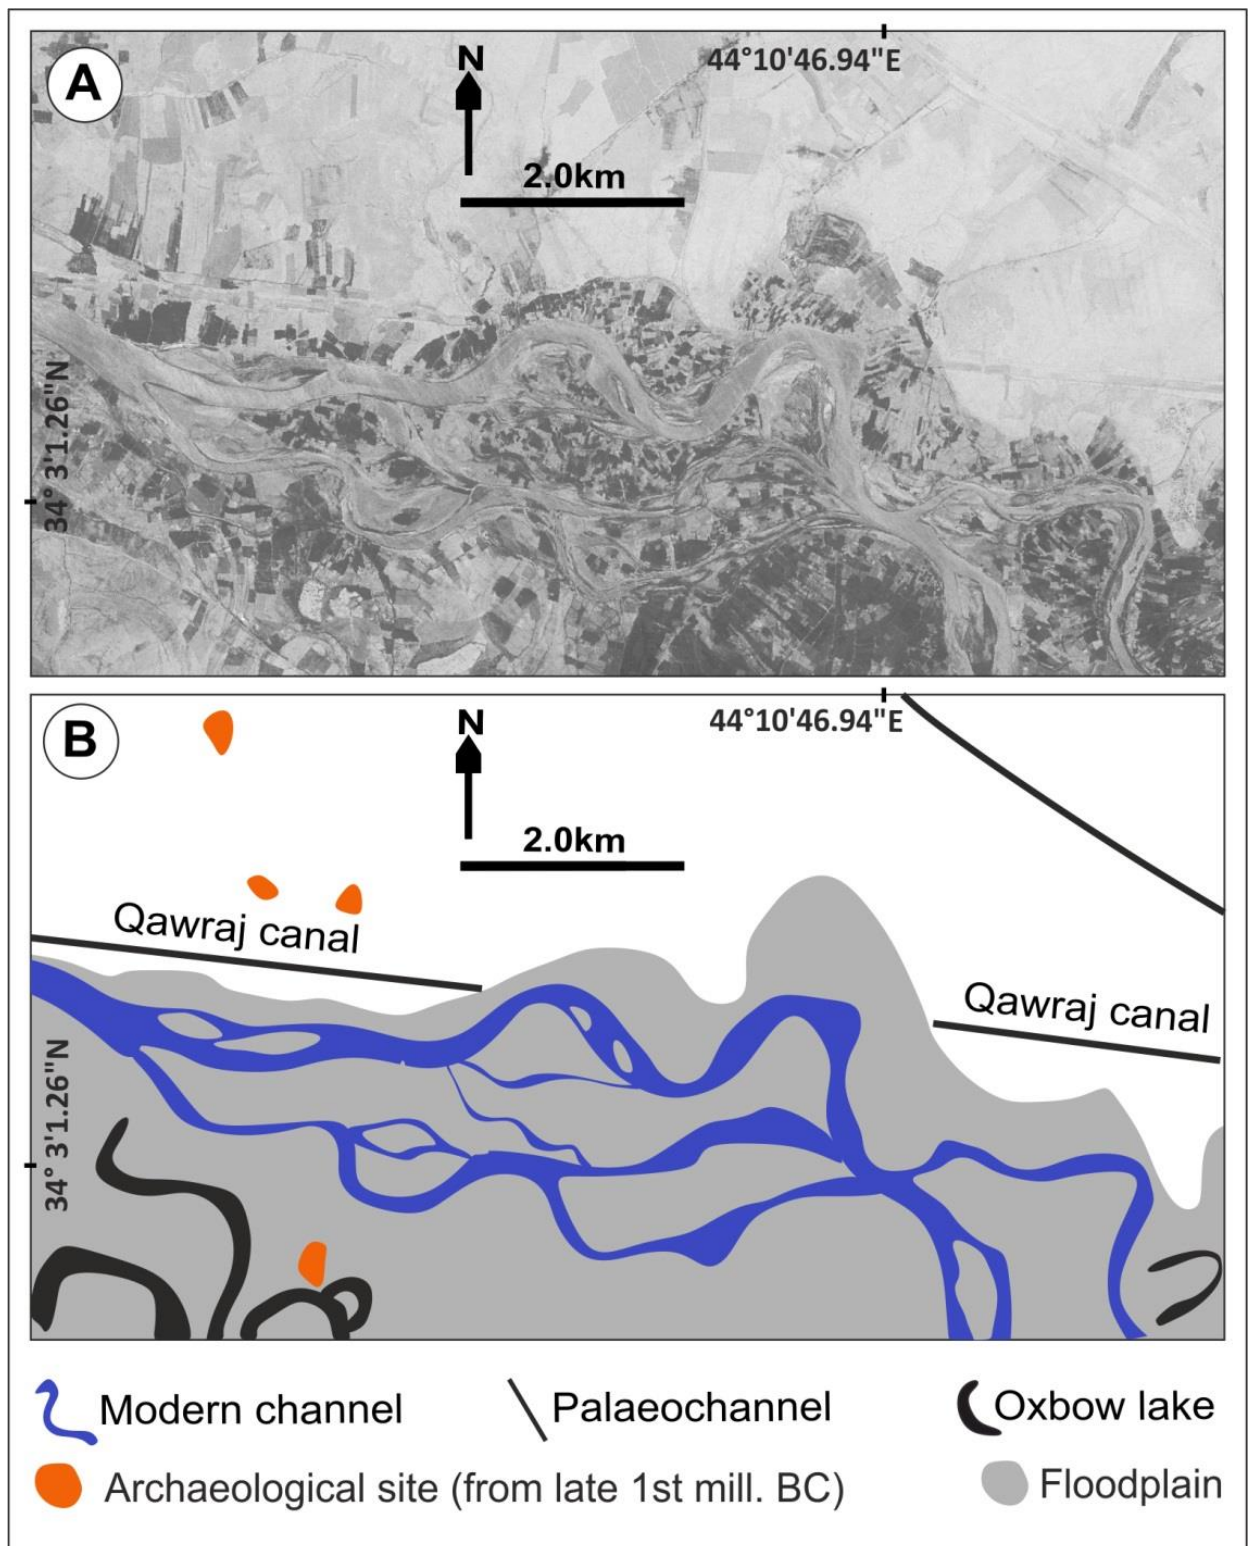 A
N
44°10'46.94"E
2.0km
34° 3'1.26"N
B
N
44°10'46.94"E
2.0km
Qawraj canal
Qawraj canal
34° 3'1.26"N
Modern channel
Palaeochannel
Oxbow lake
Archaeological site (from late 1st mill. BC)
Floodplain